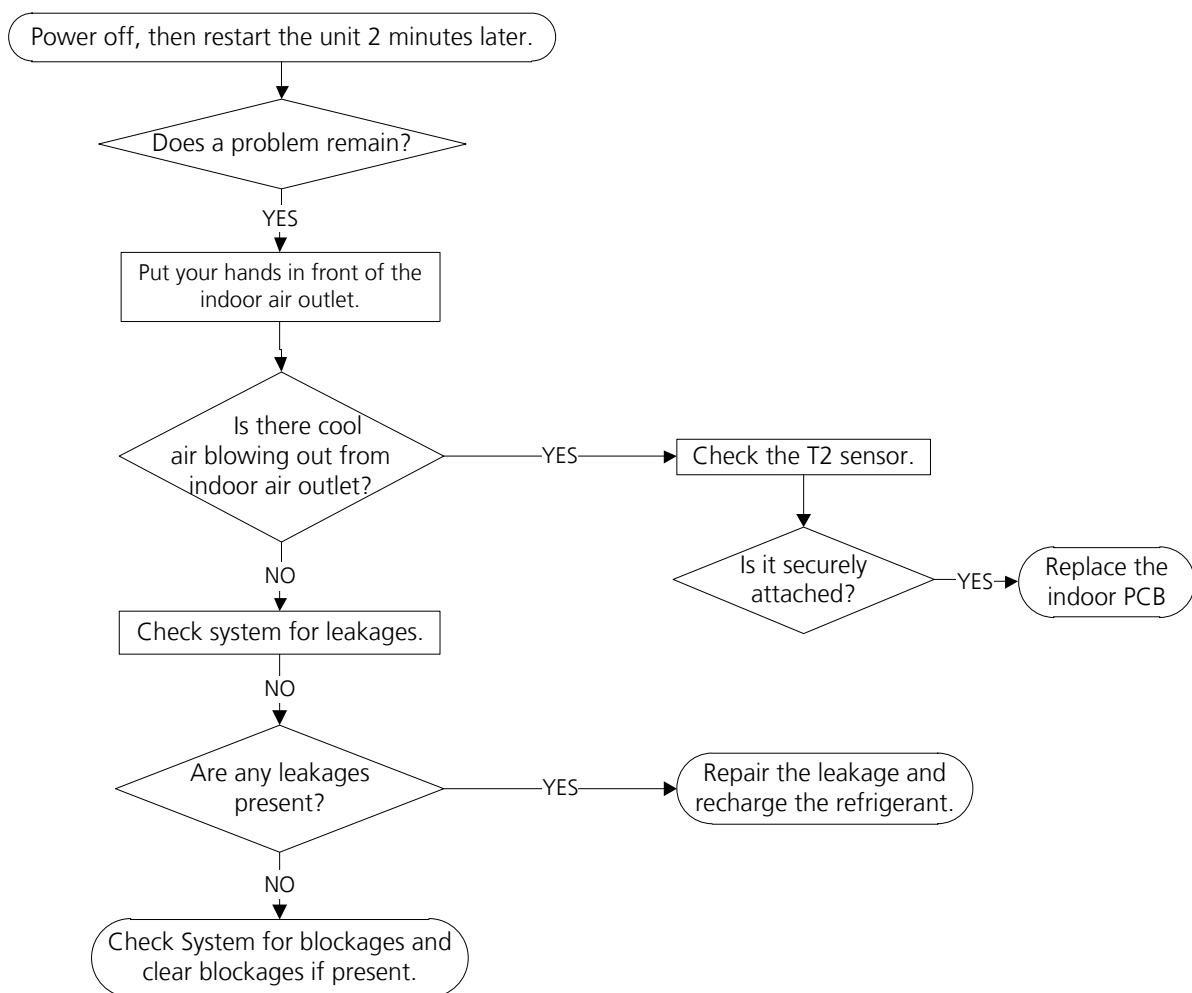 Power off, then restart the unit 2 minutes later.
Does a problem remain?
YES
Put your hands in front of the
indoor air outlet.
Is there cool
air blowing out from
indoor air outlet?
YES
Check the T2 sensor.
Is it securely
attached?
YES
Replace the
indoor PCB
NO
Check system for leakages.
NO
Are any leakages
present?
YES
Repair the leakage and
recharge the refrigerant.
NO
Check System for blockages and
clear blockages if present.